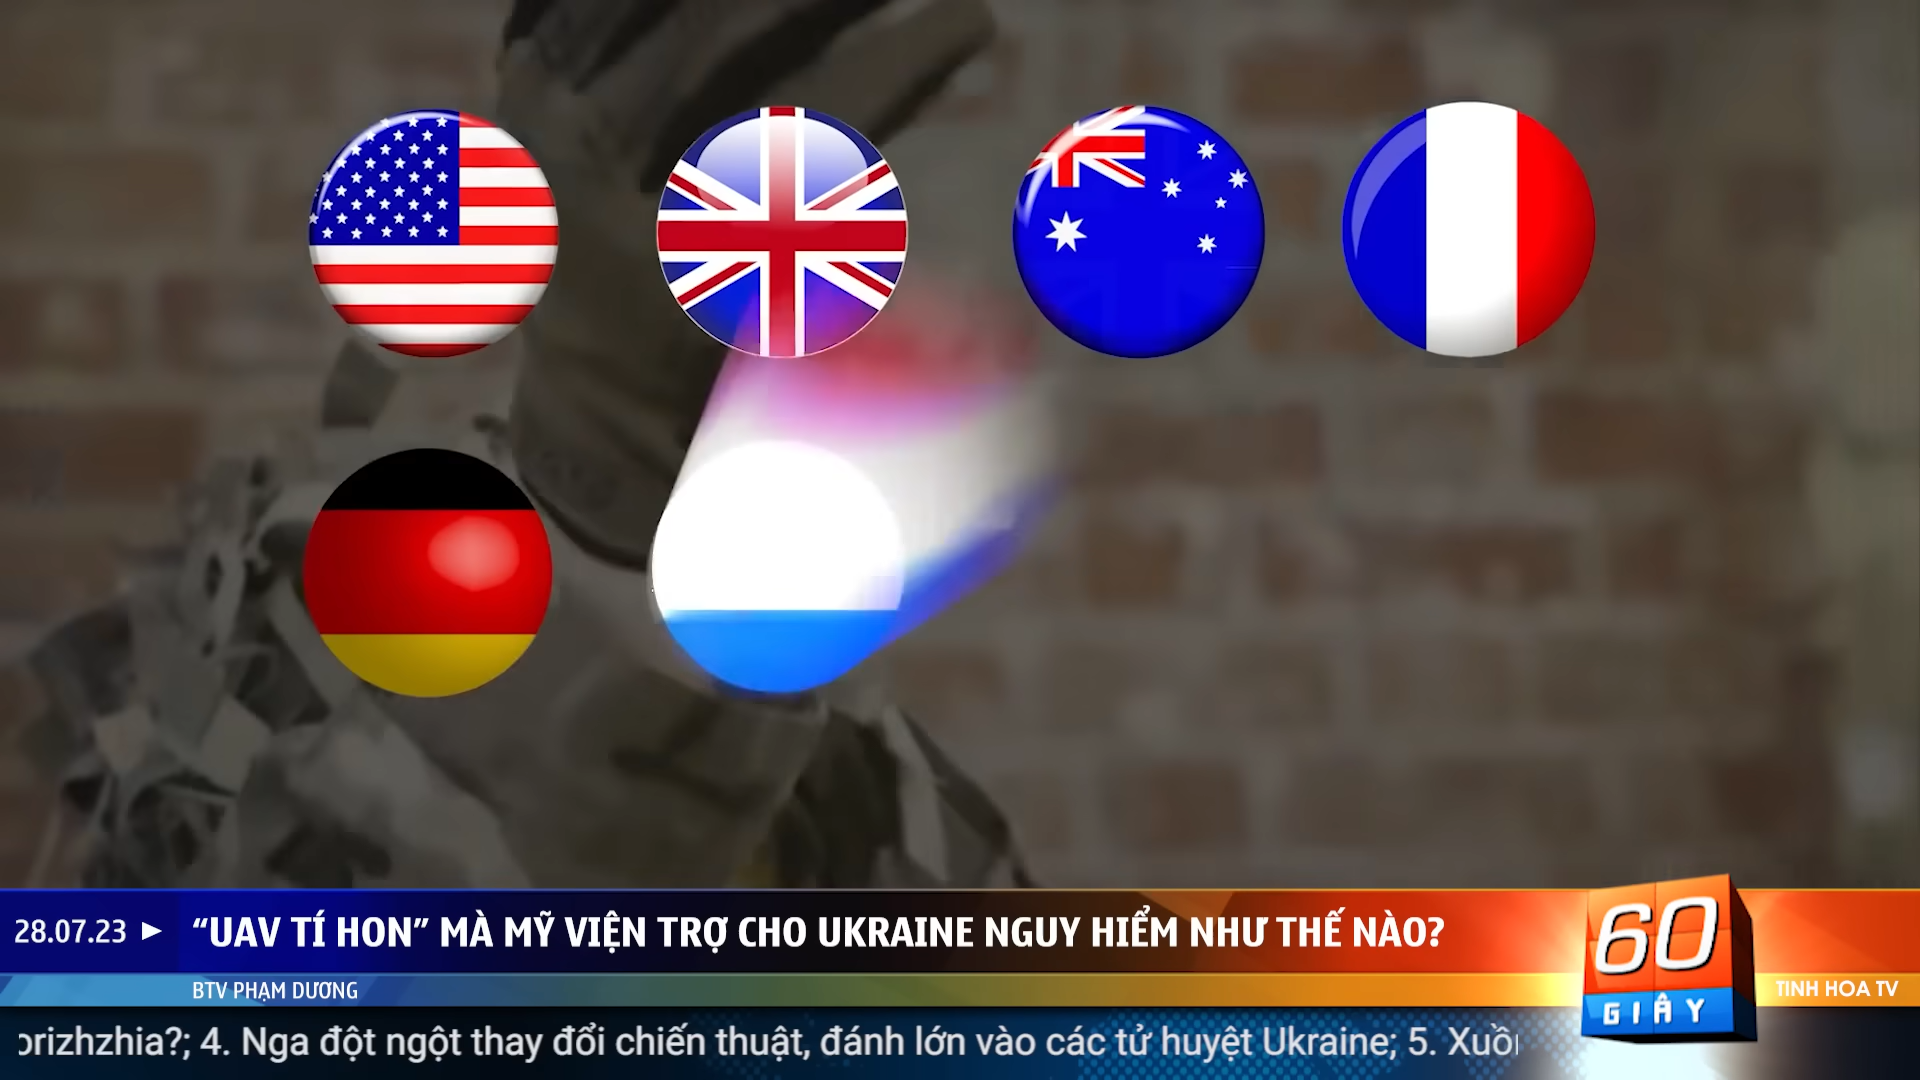 28.07.23 ► “UAV TÍ HON” MÀ MỸ VIỆN TRỢ CHO UKRAINE NGUY HIỂM NHƯ THẾ NÀO?
BTV PHẠM DƯƠNG
60
GIÂY
TINH HOA TV
orizhzhia?; 4. Nga đột ngột thay đổi chiến thuật, đánh lớn vào các tử huyệt Ukraine; 5.